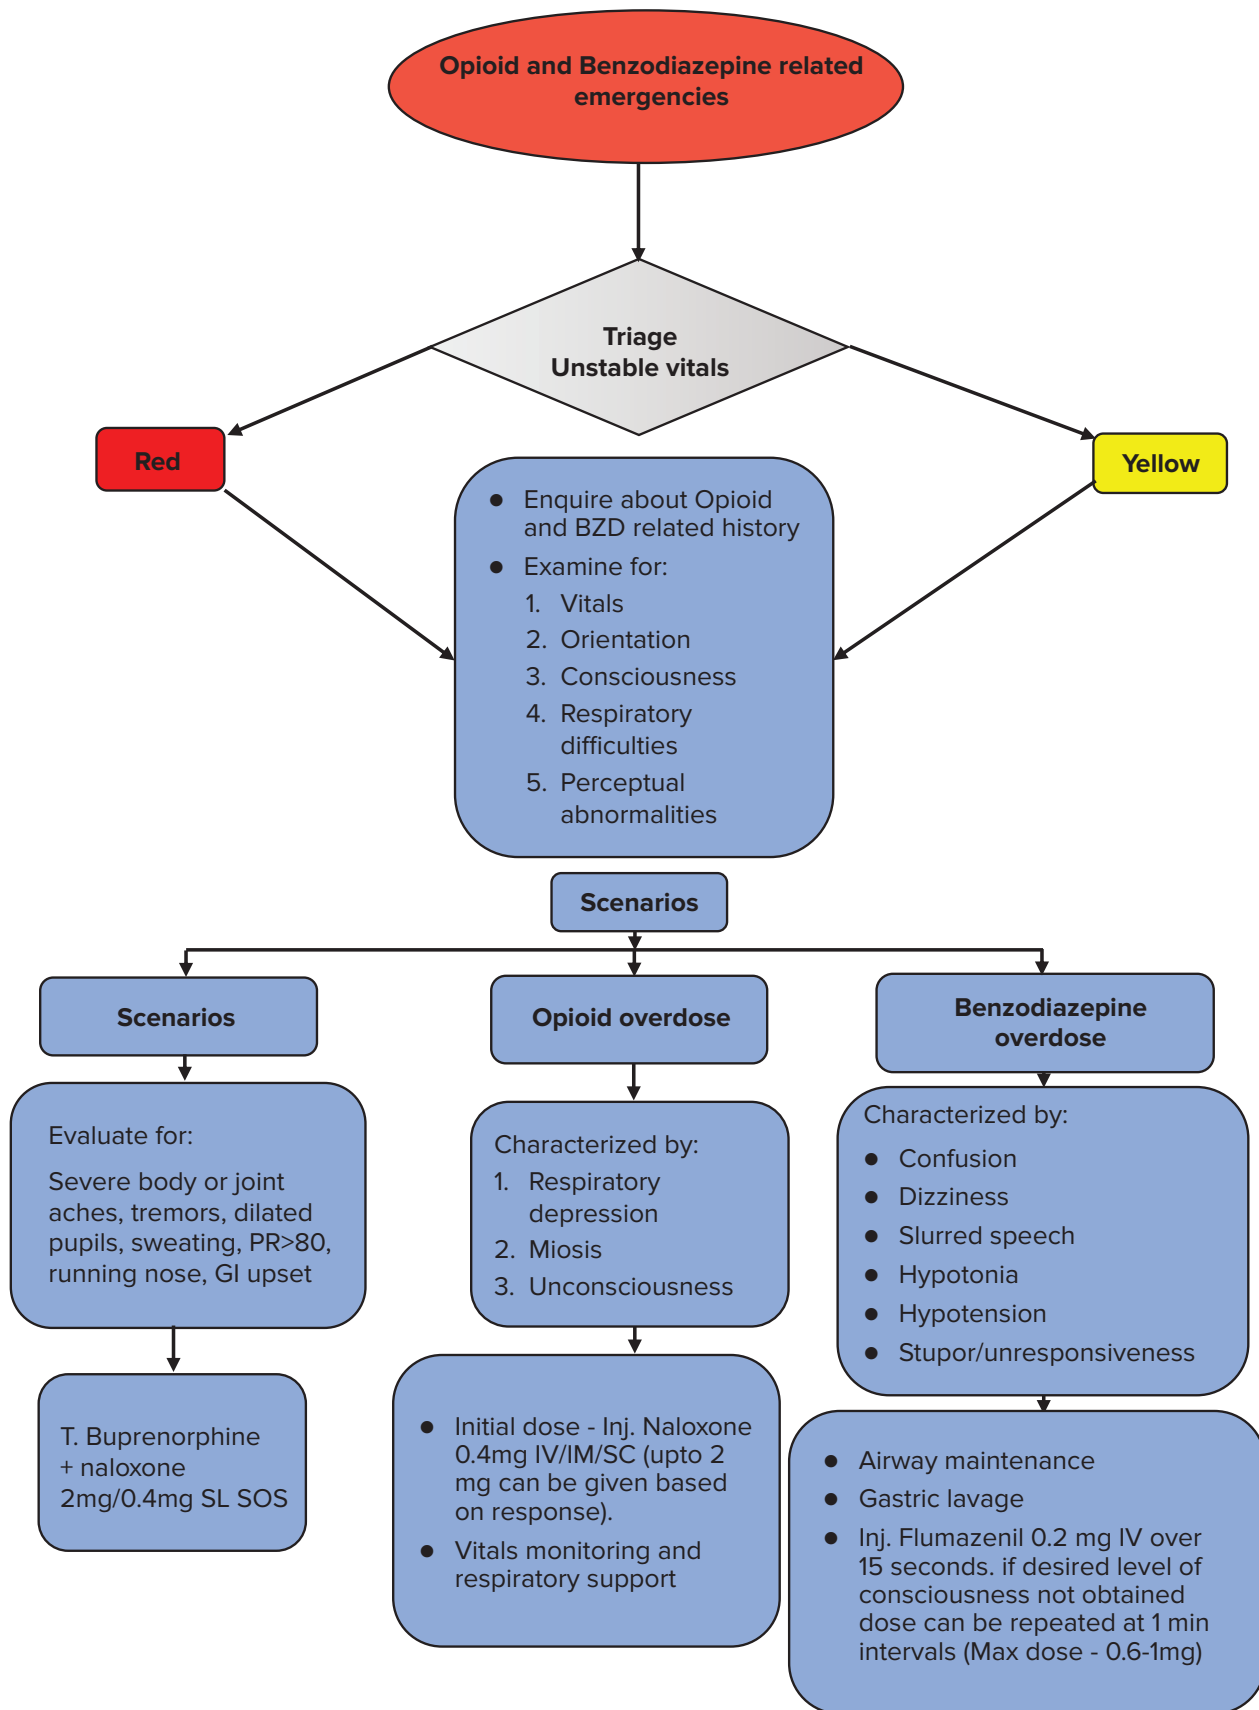 Opioid and Benzodiazepine related
emergencies
Triage
Unstable vitals
Red
Yellow
● Enquire about Opioid
and BZD related history
● Examine for:
1. Vitals
2. Orientation
3. Consciousness
4. Respiratory
difficulties
5. Perceptual
abnormalities
Scenarios
Scenarios
Evaluate for:
Severe body or joint
aches, tremors, dilated
pupils, sweating, PR>80,
running nose, GI upset
T. Buprenorphine
+ naloxone
2mg/0.4mg SL SOS
Opioid overdose
Characterized by:
1. Respiratory
depression
2. Miosis
3. Unconsciousness
● Initial dose - Inj. Naloxone
0.4mg IV/IM/SC (upto 2
mg can be given based
on response).
● Vitals monitoring and
respiratory support
Benzodiazepine
overdose
Characterized by:
● Confusion
● Dizziness
● Slurred speech
● Hypotonia
● Hypotension
● Stupor/unresponsiveness
● Airway maintenance
● Gastric lavage
● Inj. Flumazenil 0.2 mg IV over
15 seconds. if desired level of
consciousness not obtained
dose can be repeated at 1 min
intervals (Max dose - 0.6-1mg)